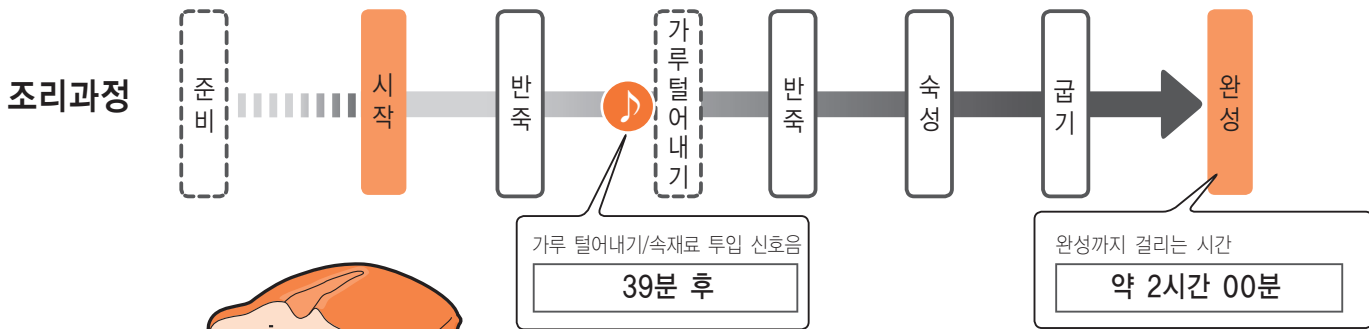 조리과정
준비
시작
반죽
가루털어내기
반죽
숙성
굽기
완성
가루 털어내기/속재료 투입 신호음
39분 후
완성까지 걸리는 시간
약 2시간 00분